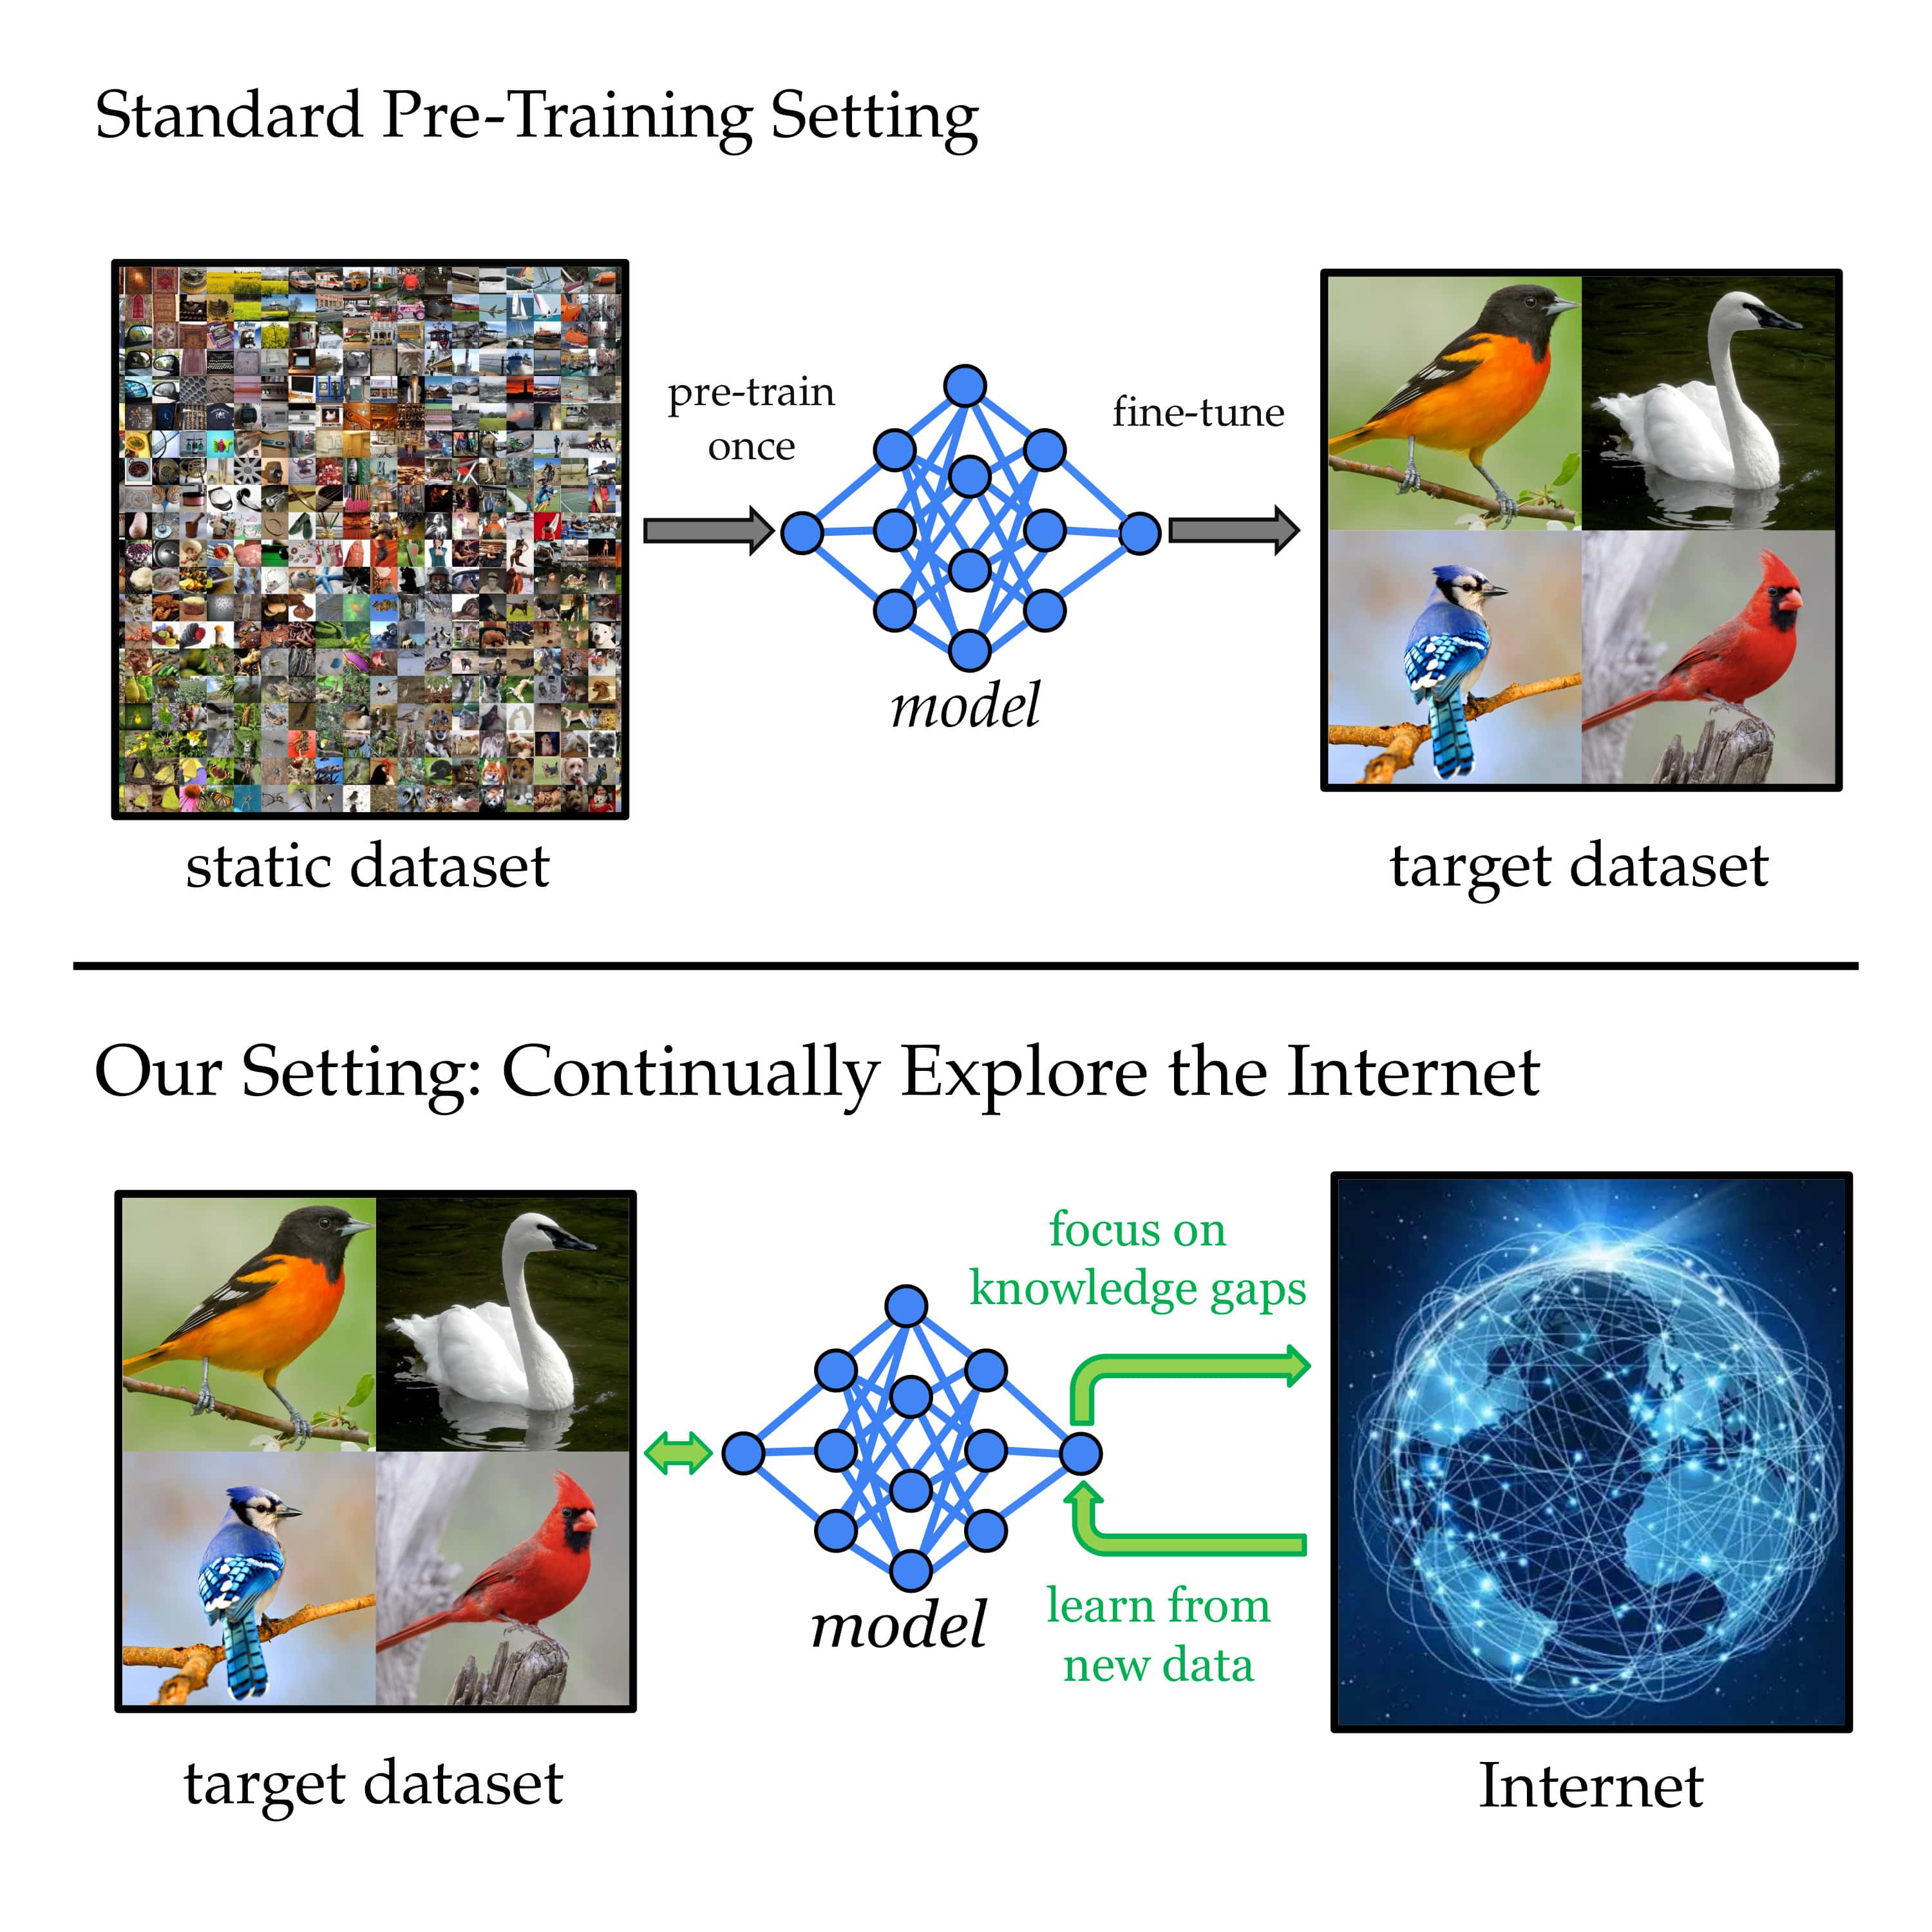 Standard Pre-Training Setting
pre-train
once
fine-tune
model
static dataset
target dataset
Our Setting: Continually Explore the Internet
focus on
knowledge gaps
model
learn from
new data
target dataset
Internet